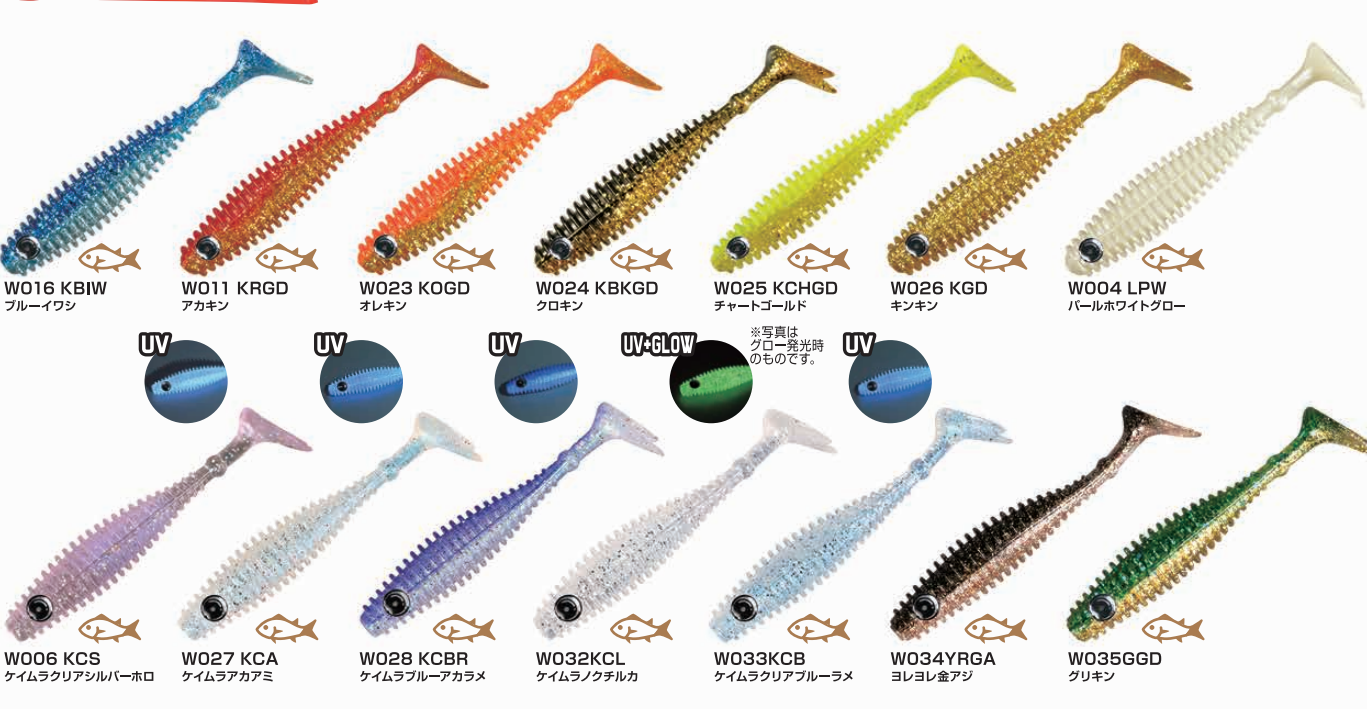 W016 KBIW
ブルーイワシ
W011 KRGD
アカキン
W023 KOGD
オレキン
W024 KBKGD
クロキン
W025 KCHGD
チャートゴールド
W026 KGD
キンキン
W004 LPW
パールホワイトグロー
UV
UV
UV
UV+GLOW
※写真は
グロー発光時
のものです。
UV
W006 KCS
ケイムラクリアシルバーホロ
W027 KCA
ケイムラアカアミ
W028 KCBR
ケイムラブルーアカラメ
W032KCL
ケイムラノクチルカ
W033KCB
ケイムラクリアブルーラメ
W034YRGA
ヨレヨレ金アジ
W035GGD
グリキン